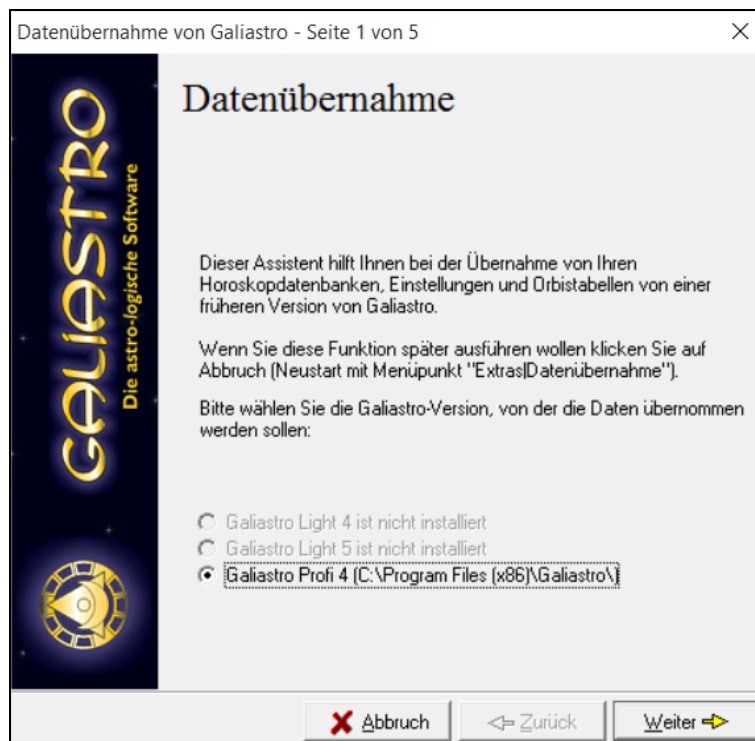 Datenübernahme von Galiastro - Seite 1 von 5
GALIASTRO
Die astro-logische Software
Datenübernahme
Dieser Assistent hilft Ihnen bei der Übernahme von Ihren
Horoskopdatenbanken, Einstellungen und Orbistabellen von einer
früheren Version von Galiastro.
Wenn Sie diese Funktion später ausführen wollen klicken Sie auf
Abbruch (Neustart mit Menüpunkt "Extras|Datenübernahme").
Bitte wählen Sie die Galiastro-Version, von der die Daten übernommen
werden sollen:
Galiastro Light 4 ist nicht installiert
Galiastro Light 5 ist nicht installiert
Galiastro Profi 4 (C:\Program Files (x86)\Galiastro\)
Abbruch
Zurück
Weiter